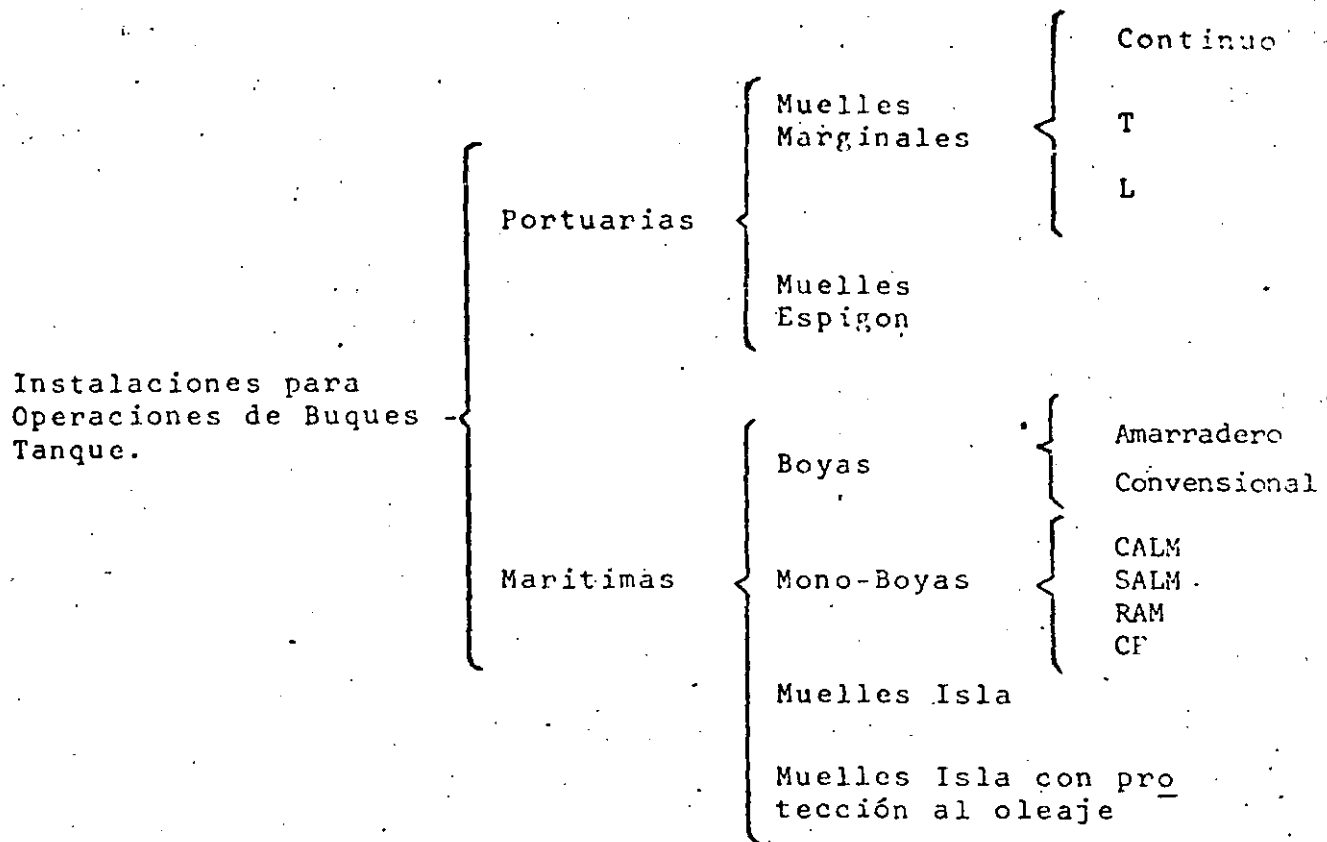 Instalaciones para
Operaciones de Buques
Tanque.
Portuarias
Muelles
Marginales
Continuo
T
L
Muelles
Espigon
Maritimas
Boyas
Amarradero
Convensional
Mono-Boyas
CALM
SALM
RAM
CF
Muelles Isla
Muelles Isla con pro
tección al oleaje